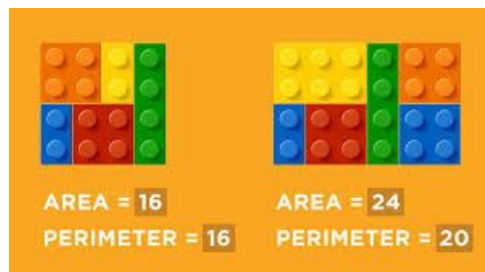 AREA = 16
PERIMETER = 16
AREA = 24
PERIMETER = 20